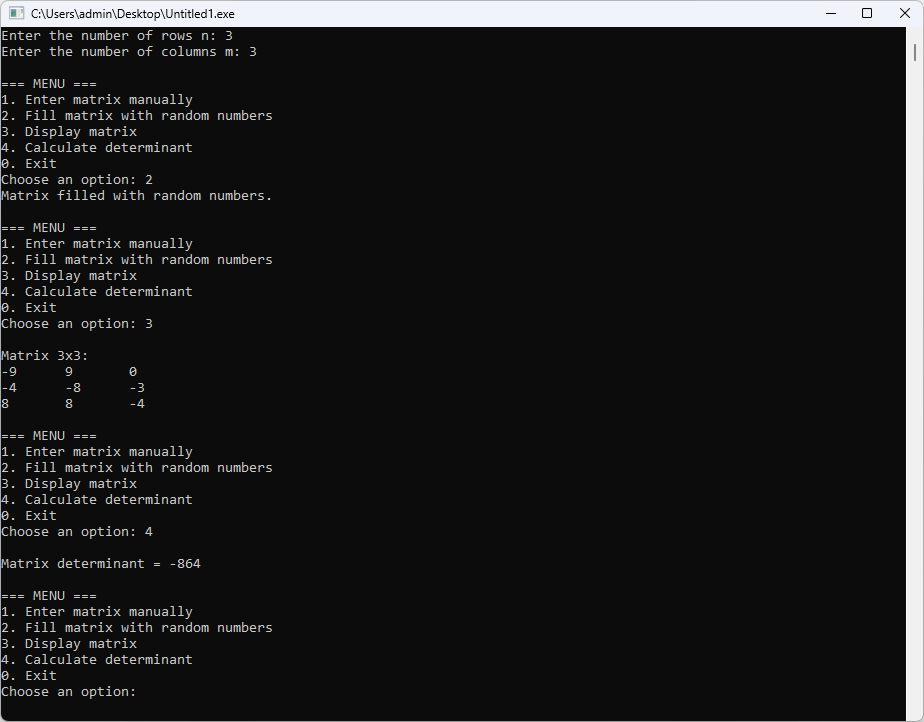 C:\Users\admin\Desktop\Untitled1.exe
Enter the number of rows n: 3
Enter the number of columns m: 3
=== MENU ===
1. Enter matrix manually
2. Fill matrix with random numbers
3. Display matrix
4. Calculate determinant
0. Exit
Choose an option: 2
Matrix filled with random numbers.
=== MENU ===
1. Enter matrix manually
2. Fill matrix with random numbers
3. Display matrix
4. Calculate determinant
0. Exit
Choose an option: 3
Matrix 3x3:
-9 9 0
-4 -8 -3
8 8 -4
=== MENU ===
1. Enter matrix manually
2. Fill matrix with random numbers
3. Display matrix
4. Calculate determinant
0. Exit
Choose an option: 4
Matrix determinant = -864
=== MENU ===
1. Enter matrix manually
2. Fill matrix with random numbers
3. Display matrix
4. Calculate determinant
0. Exit
Choose an option: